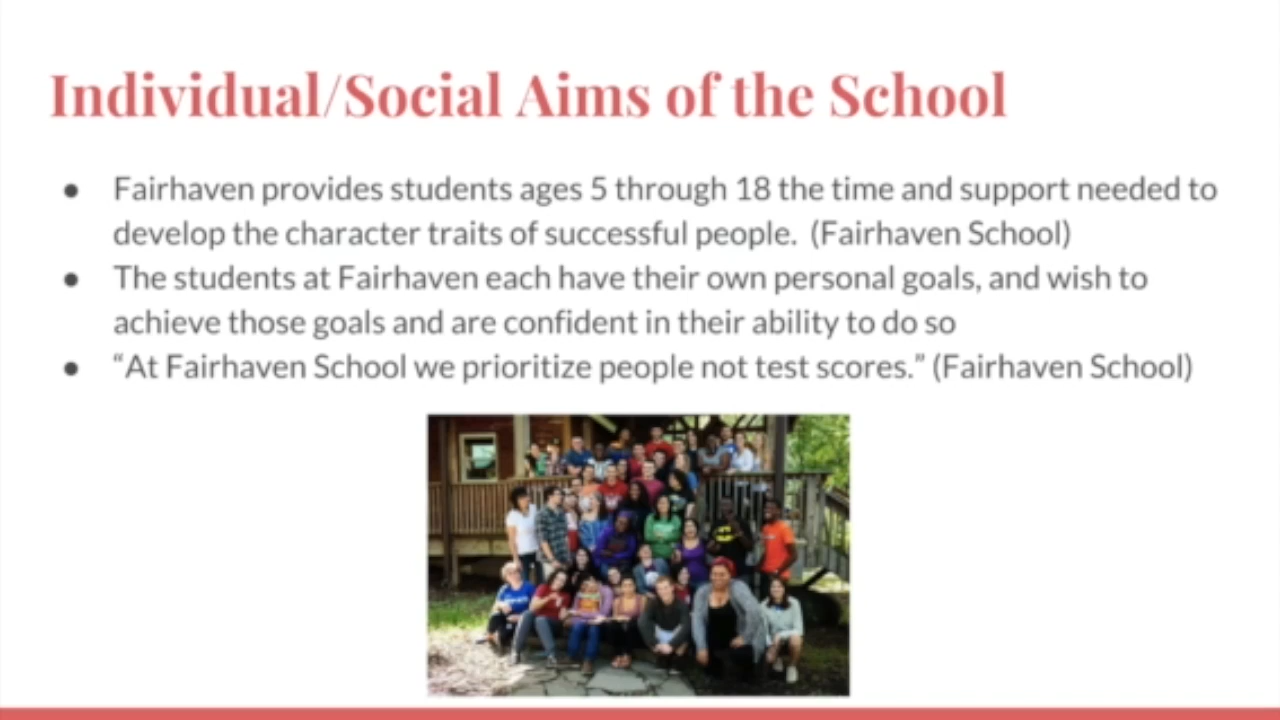 Individual/Social Aims of the School
● Fairhaven provides students ages 5 through 18 the time and support needed to
develop the character traits of successful people. (Fairhaven School)
● The students at Fairhaven each have their own personal goals, and wish to
achieve those goals and are confident in their ability to do so
● “At Fairhaven School we prioritize people not test scores.” (Fairhaven School)